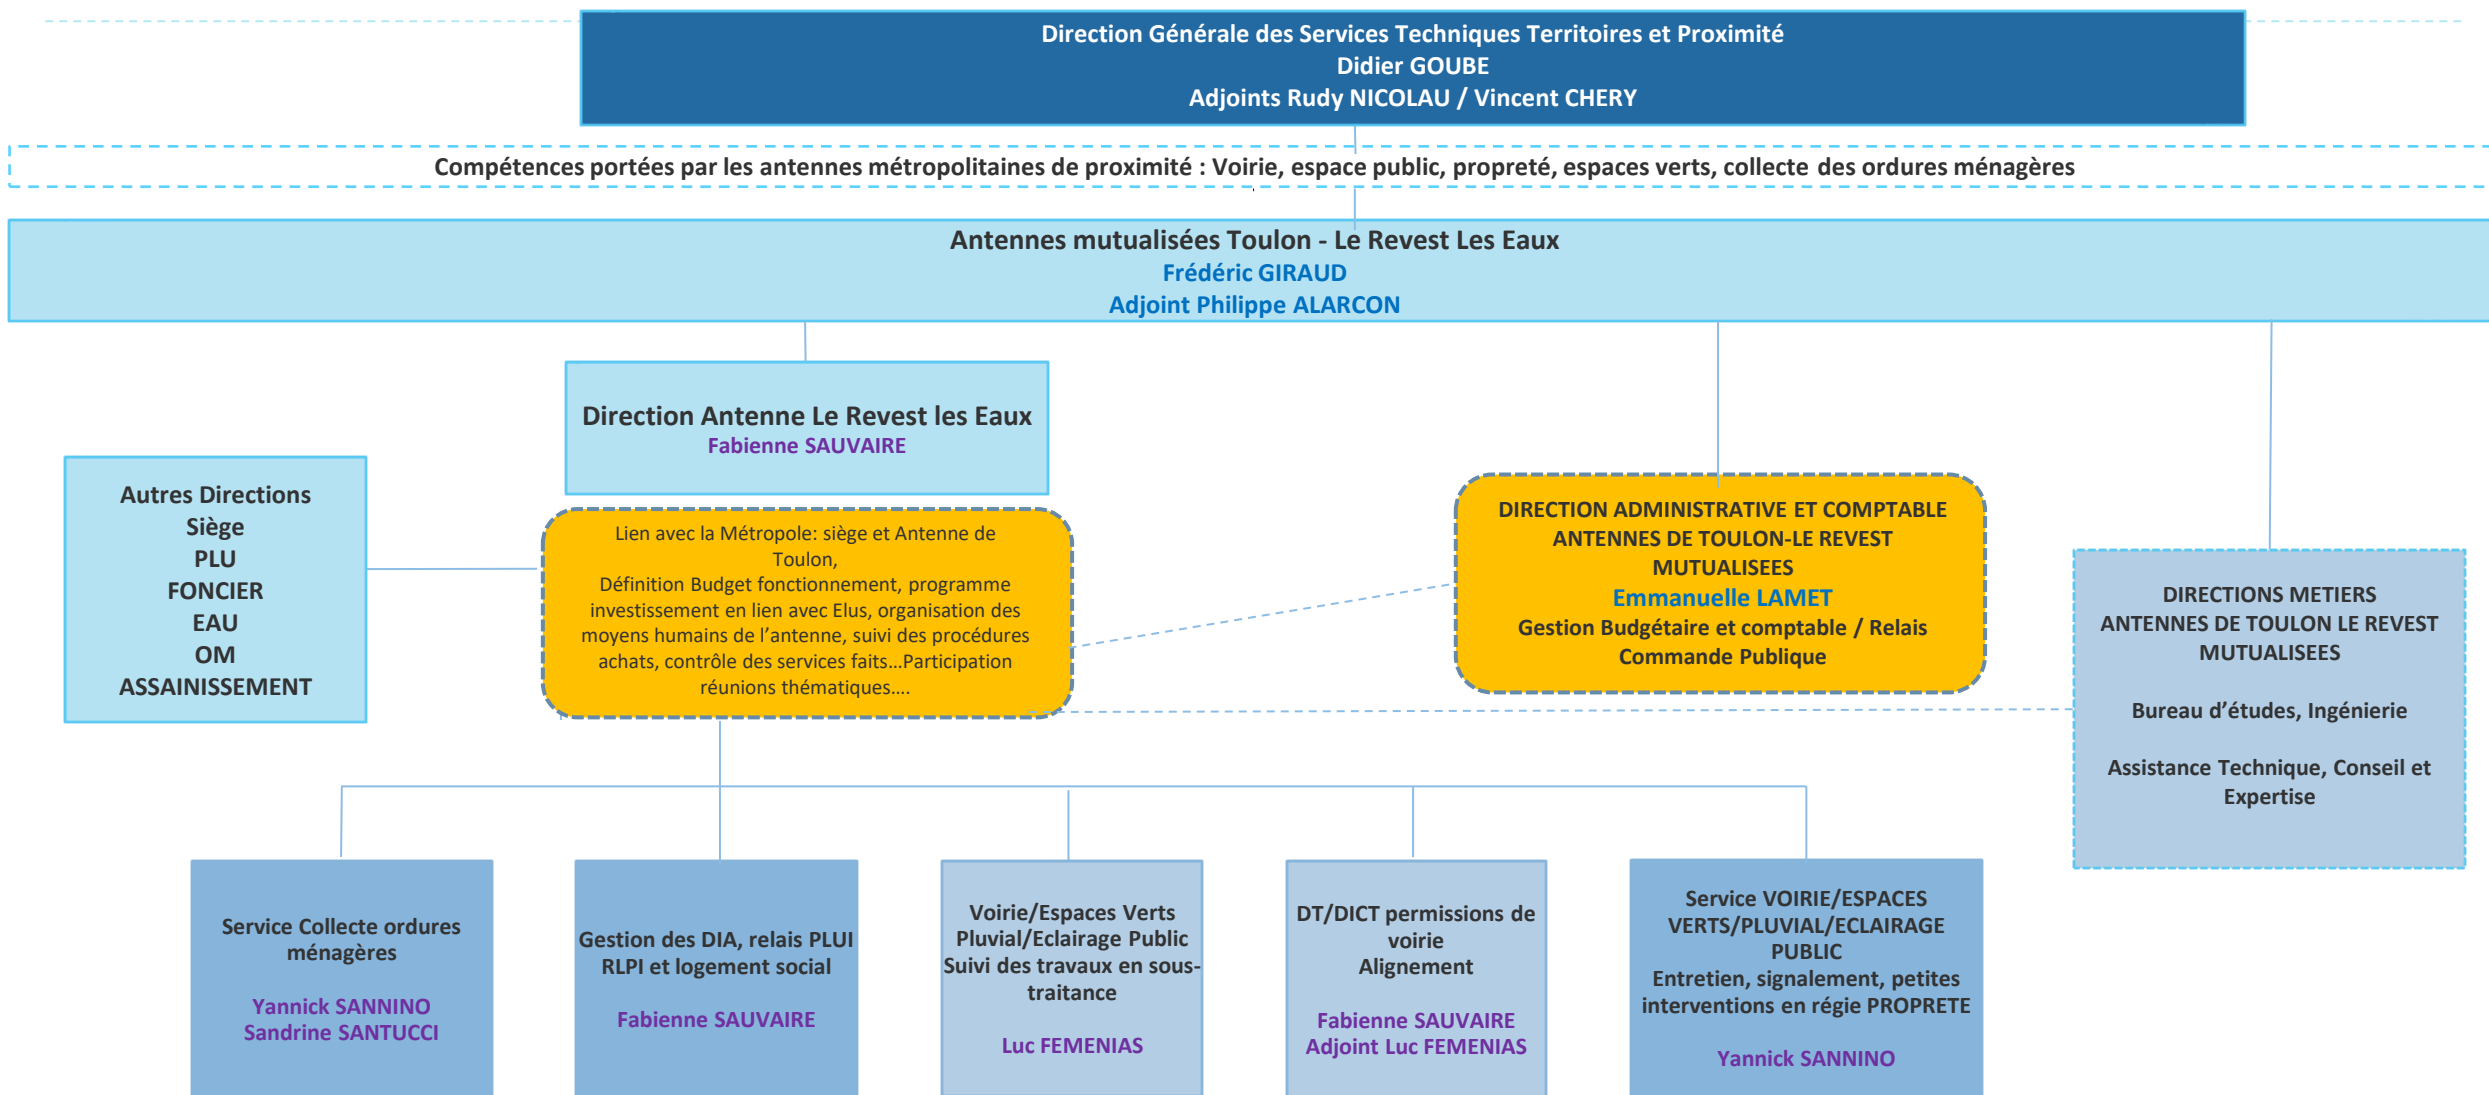 Direction Générale des Services Techniques Territoires et Proximité
Didier GOUBE
Adjoints Rudy NICOLAU / Vincent CHERY
Compétences portées par les antennes métropolitaines de proximité : Voirie, espace public, propreté, espaces verts, collecte des ordures ménagères
Antennes mutualisées Toulon - Le Revest Les Eaux
Frédéric GIRAUD
Adjoint Philippe ALARCON
Direction Antenne Le Revest les Eaux
Fabienne SAUVAIRE
Autres Directions
Siège
PLU
FONCIER
EAU
OM
ASSAINISSEMENT
Lien avec la Métropole: siège et Antenne de
Toulon,
Définition Budget fonctionnement, programme
investissement en lien avec Elus, organisation des
moyens humains de l’antenne, suivi des procédures
achats, contrôle des services faits...Participation
réunions thématiques....
DIRECTION ADMINISTRATIVE ET COMPTABLE
ANTENNES DE TOULON-LE REVEST
MUTUALISEES
Emmanuelle LAMET
Gestion Budgétaire et comptable / Relais
Commande Publique
DIRECTIONS METIERS
ANTENNES DE TOULON LE REVEST
MUTUALISEES
Bureau d’études, Ingénierie
Assistance Technique, Conseil et
Expertise
Service Collecte ordures
ménagères
Yannick SANNINO
Sandrine SANTUCCI
Gestion des DIA, relais PLUI
RLPI et logement social
Fabienne SAUVAIRE
Voirie/Espaces Verts
Pluvial/Eclairage Public
Suivi des travaux en sous-
traitance
Luc FEMENIAS
DT/DICT permissions de
voirie
Alignement
Fabienne SAUVAIRE
Adjoint Luc FEMENIAS
Service VOIRIE/ESPACES
VERTS/PLUVIAL/ECLAIRAGE
PUBLIC
Entretien, signalement, petites
interventions en régie PROPRETE
Yannick SANNINO